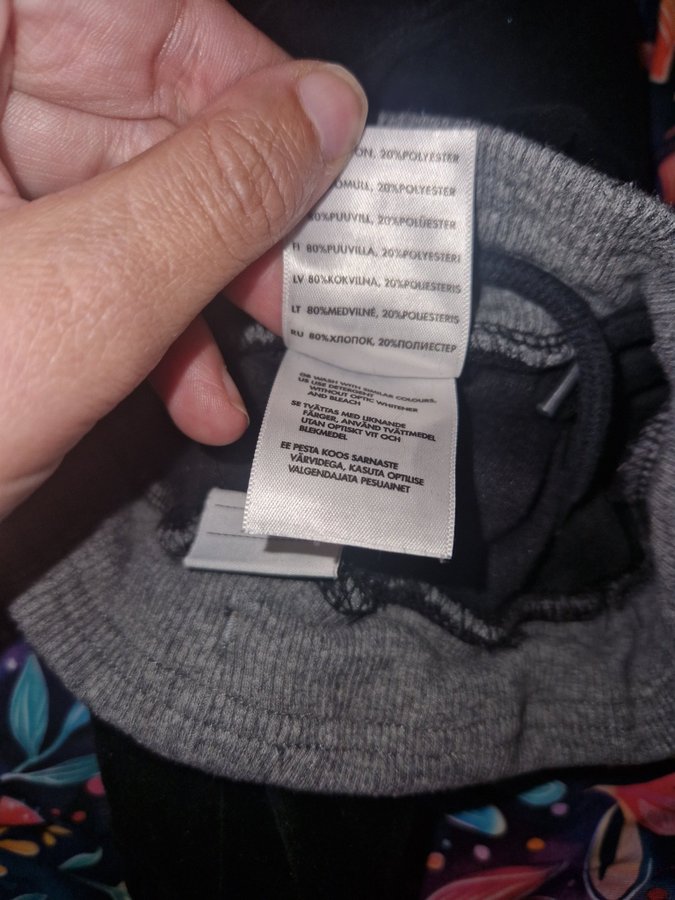 20%POLYESTER
20%POLYESTER
80%PUUVILL, 20%POLÜESTER
FI 80%PUUVILLA, 20%POLYESTERI
LV 80%KOKVILNA, 20%POLIESTERIS
LT 80%MEDVILNĖ, 20%POLIESTERIS
RU 80%ХЛОПОК, 20%ПОЛИЕСТЕР
GB WASH WITH SIMILAR COLOURS,
US USE DETERGENT
WITHOUT OPTIC WHITENER
AND BLEACH
SE TVÄTTAS MED LIKNANDE
FÄRGER, ANVÄND TVÄTTMEDEL
UTAN OPTISKT VIT OCH
BLEKMEDEL
EE PESTA KOOS SARNASTE
VÄRVIDEGA, KASUTA OPTILISE
VALGENDAJATA PESUAINET